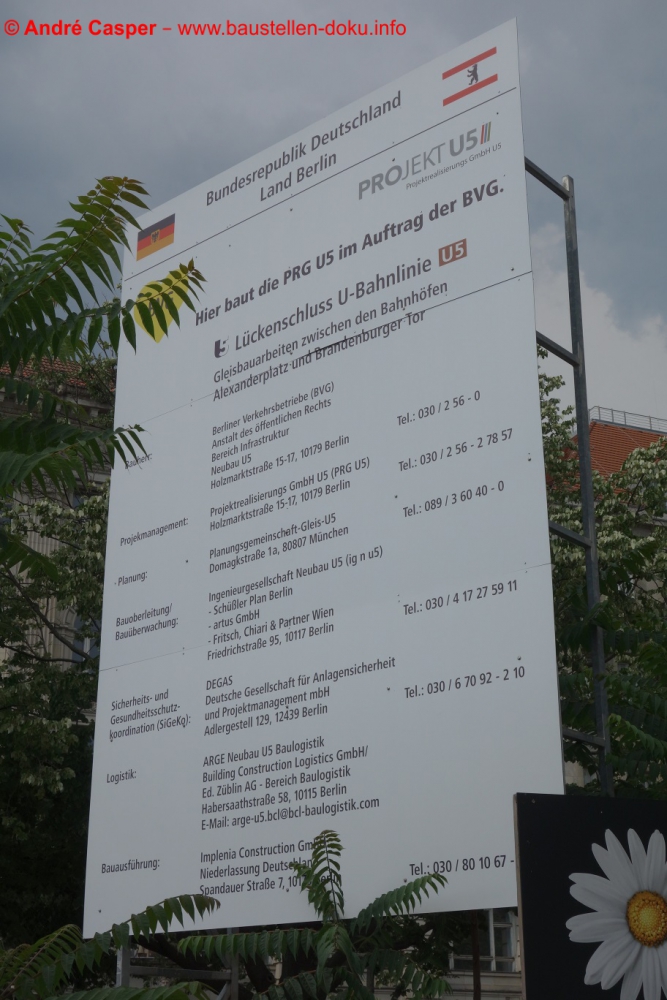 © André Casper – www.baustellen-doku.info
Bundesrepublik Deutschland
Land Berlin
PROJEKT U5
Projektrealisierungs GmbH U5
Hier baut die PRG U5 im Auftrag der BVG.
Lückenschluss U-Bahnlinie U5
Gleisbauarbeiten zwischen den Bahnhöfen
Alexanderplatz und Brandenburger Tor
Bauherr:
Berliner Verkehrsbetriebe (BVG)
Anstalt des öffentlichen Rechts
Bereich Infrastruktur
Neubau U5
Holzmarktstraße 15-17, 10179 Berlin
Tel.: 030 / 2 56 - 0
Projekmanagement:
Projektrealisierungs GmbH U5 (PRG U5)
Holzmarktstraße 15-17, 10179 Berlin
Tel.: 030 / 2 56 - 2 78 57
Planung:
Planungsgemeinschaft-Gleis-U5
Domagkstraße 1a, 80807 München
Tel.: 089 / 3 60 40 - 0
Bauoberleitung/
Bauüberwachung:
Ingenieurgesellschaft Neubau U5 (ig n u5)
- Schüßler Plan Berlin
- artus GmbH
- Fritsch, Chiari & Partner Wien
Friedrichstraße 95, 10117 Berlin
Tel.: 030 / 4 17 27 59 11
Sicherheits- und
Gesundheitsschutz-
koordination (SiGeKo):
DEGAS
Deutsche Gesellschaft für Anlagensicherheit
und Projektmanagement mbH
Adlergestell 129, 12439 Berlin
Tel.: 030 / 6 70 92 - 2 10
Logistik:
ARGE Neubau U5 Baulogistik
Building Construction Logistics GmbH/
Ed. Züblin AG - Bereich Baulogistik
Habersaathstraße 58, 10115 Berlin
E-Mail: arge-u5.bcl@bcl-baulogistik.com
Bauausführung:
Implenia Construction
Niederlassung Deutschland
Spandauer Straße 7,
Tel.: 030 / 80 10 67 -